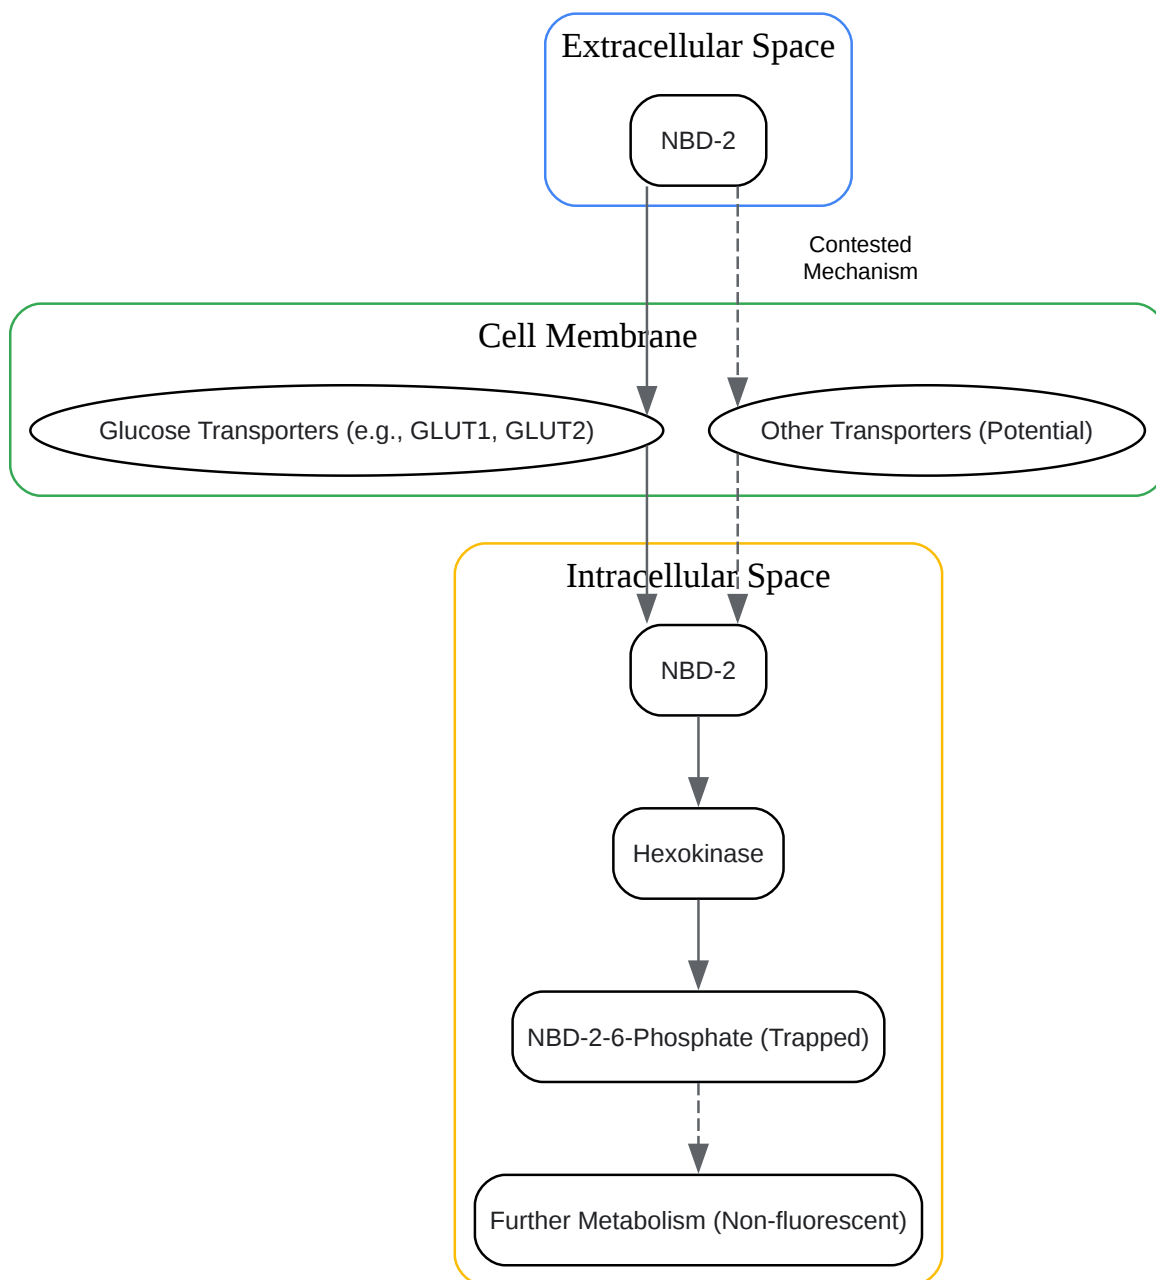 Extracellular Space
NBD-2
Contested
Mechanism
Cell Membrane
Glucose Transporters (e.g., GLUT1, GLUT2)
Other Transporters (Potential)
Intracellular Space
NBD-2
Hexokinase
NBD-2-6-Phosphate (Trapped)
Further Metabolism (Non-fluorescent)